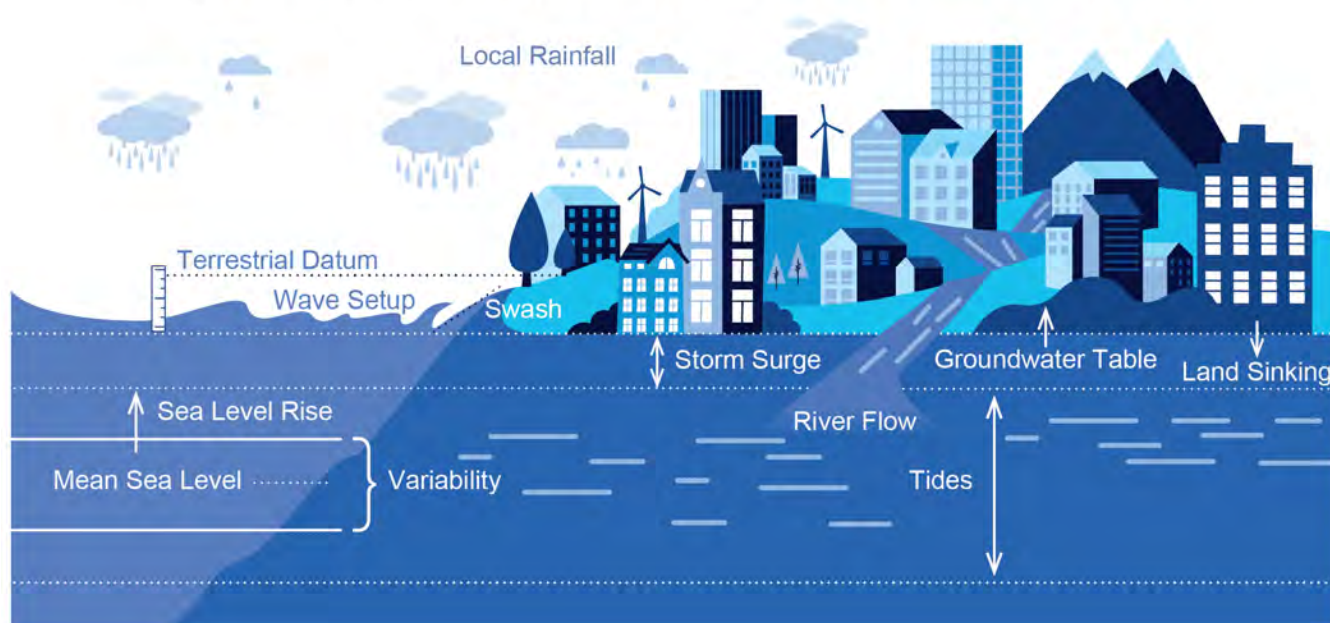 Local Rainfall
Terrestrial Datum
Wave Setup
Swash
Storm Surge
Groundwater Table
Land Sinking
Sea Level Rise
River Flow
Mean Sea Level
Variability
Tides